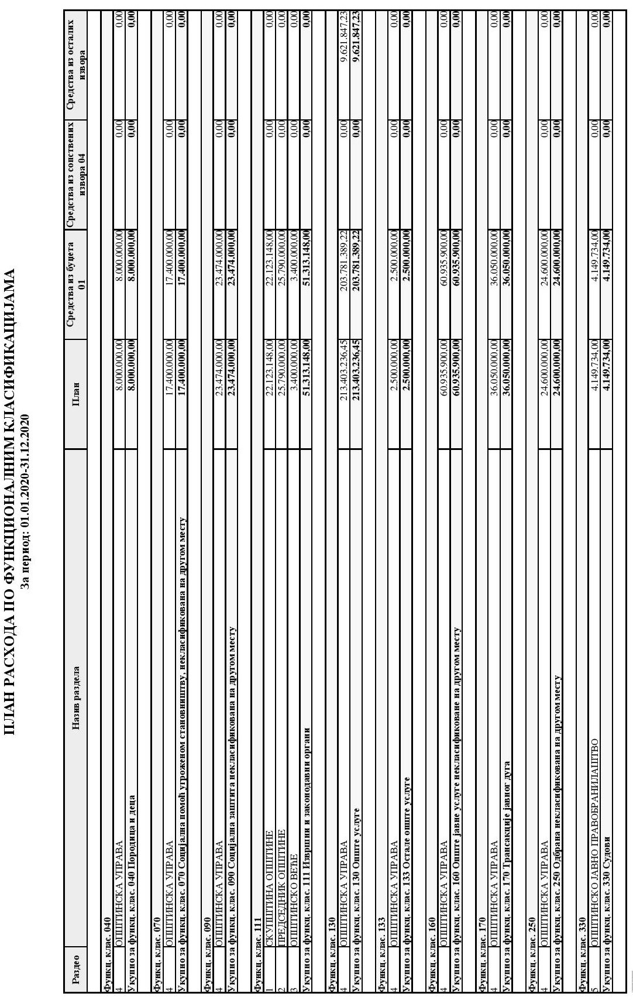 ПЛАН РАСХОДА ПО ФУНКЦИОНАЛНИМ КЛАСИФИКАЦИЈАМА
За период: 01.01.2020-31.12.2020
Раздео Назив раздела План Средства из буџета 01 Средства из сопствених извора 04 Средства из осталих извора
Функц. клас. 040
4 ОПШТИНСКА УПРАВА 8.000.000,00 8.000.000,00 0,00 0,00
Укупно за функц. клас. 040 Породица и деца 8.000.000,00 8.000.000,00 0,00 0,00
Функц. клас. 070
4 ОПШТИНСКА УПРАВА 17.400.000,00 17.400.000,00 0,00 0,00
Укупно за функц. клас. 070 Социјална помоћ угроженом становништву, некласификована на другом месту 17.400.000,00 17.400.000,00 0,00 0,00
Функц. клас. 090
4 ОПШТИНСКА УПРАВА 23.474.000,00 23.474.000,00 0,00 0,00
Укупно за функц. клас. 090 Социјална заштита некласификована на другом месту 23.474.000,00 23.474.000,00 0,00 0,00
Функц. клас. 111
1 СКУПШТИНА ОПШТИНЕ 22.123.148,00 22.123.148,00 0,00 0,00
2 ПРЕДСЕДНИК ОПШТИНЕ 25.790.000,00 25.790.000,00 0,00 0,00
3 ОПШТИНСКО ВЕЋЕ 3.400.000,00 3.400.000,00 0,00 0,00
Укупно за функц. клас. 111 Извршни и законодавни органи 51.313.148,00 51.313.148,00 0,00 0,00
Функц. клас. 130
4 ОПШТИНСКА УПРАВА 213.403.236,45 203.781.389,22 0,00 9.621.847,23
Укупно за функц. клас. 130 Опште услуге 213.403.236,45 203.781.389,22 0,00 9.621.847,23
Функц. клас. 133
4 ОПШТИНСКА УПРАВА 2.500.000,00 2.500.000,00 0,00 0,00
Укупно за функц. клас. 133 Остале опште услуге 2.500.000,00 2.500.000,00 0,00 0,00
Функц. клас. 160
4 ОПШТИНСКА УПРАВА 60.935.900,00 60.935.900,00 0,00 0,00
Укупно за функц. клас. 160 Опште јавне услуге некласификоване на другом месту 60.935.900,00 60.935.900,00 0,00 0,00
Функц. клас. 170
4 ОПШТИНСКА УПРАВА 36.050.000,00 36.050.000,00 0,00 0,00
Укупно за функц. клас. 170 Трансакције јавног дуга 36.050.000,00 36.050.000,00 0,00 0,00
Функц. клас. 250
4 ОПШТИНСКА УПРАВА 24.600.000,00 24.600.000,00 0,00 0,00
Укупно за функц. клас. 250 Одбрана некласификована на другом месту 24.600.000,00 24.600.000,00 0,00 0,00
Функц. клас. 330
5 ОПШТИНСКО ЈАВНО ПРАВОБРАНИЛАШТВО 4.149.734,00 4.149.734,00 0,00 0,00
Укупно за функц. клас. 330 Судови 4.149.734,00 4.149.734,00 0,00 0,00